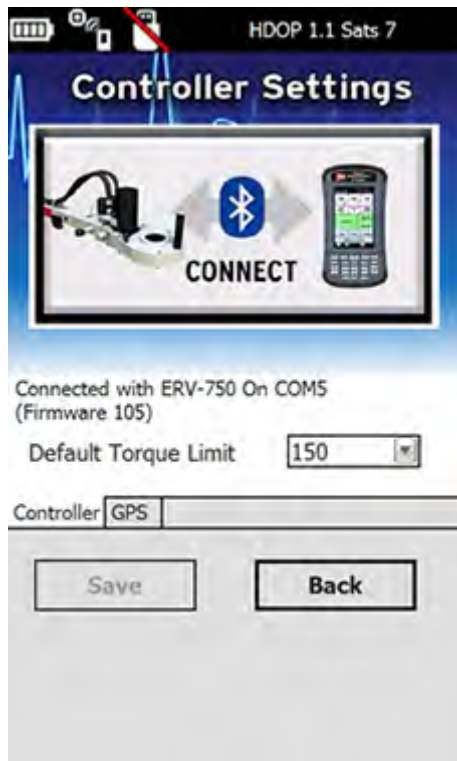 HDOP 1.1 Sats 7
Controller Settings
CONNECT
Connected with ERV-750 On COM5
(Firmware 105)
Default Torque Limit 150
Controller GPS
Save Back